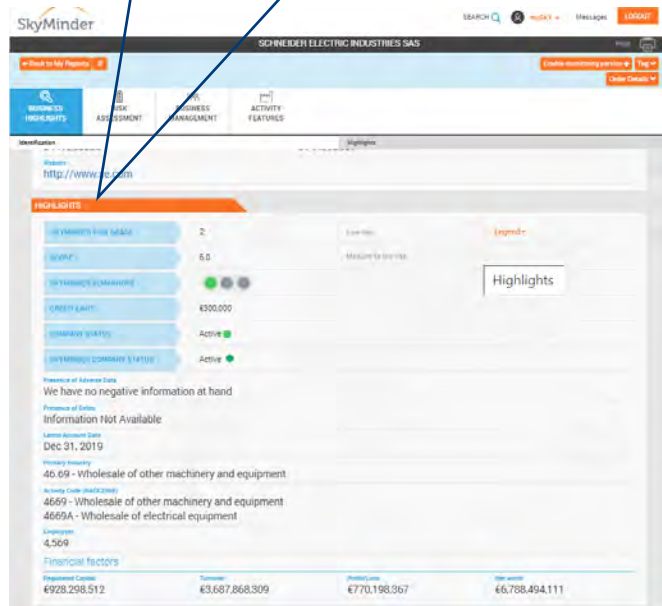 SkyMinder
SEARCH mySKY Messages LOGOUT
SCHNEIDER ELECTRIC INDUSTRIES SAS
Print
Back to My Reports
Enable monitoring service Tag
Order Details
BUSINESS HIGHLIGHTS RISK ASSESSMENT BUSINESS MANAGEMENT ACTIVITY FEATURES
Identification Highlights
Website
http://www.se.com
HIGHLIGHTS
2 Low risk Legend
SCORE 6.0
Highlights
CREDIT LIMIT €300,000
COMPANY STATUS Active
SKYMINDER COMPANY STATUS Active
Presence of Adverse Data
We have no negative information at hand
Presence of Debts
Information Not Available
Latest Account Date
Dec 31, 2019
Primary Industry
46.69 - Wholesale of other machinery and equipment
4669 - Wholesale of other machinery and equipment
4669A - Wholesale of electrical equipment
Employees
4,569
Financial factors
Registered Capital Turnover Profit/Loss Net worth
€928.298.512 €3,687.868.309 €770,198.367 €6,788.494.111